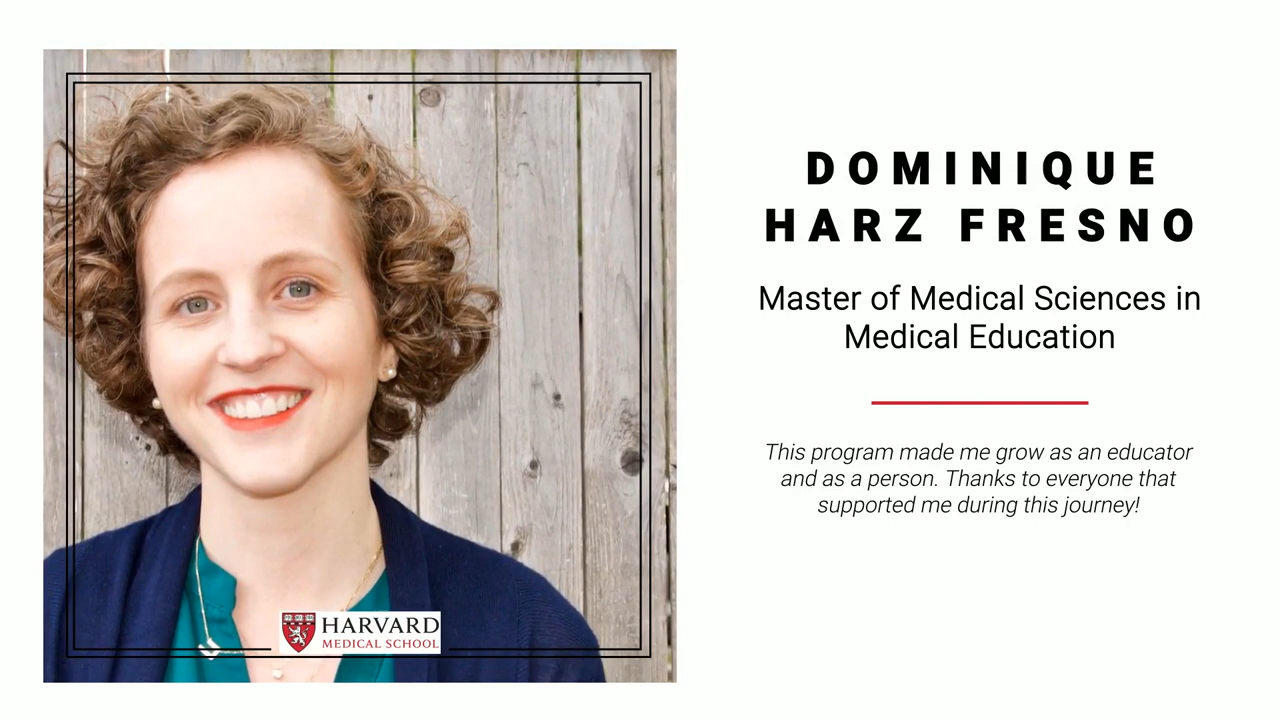 DOMINIQUE
HARZ FRESNO
Master of Medical Sciences in
Medical Education
This program made me grow as an educator
and as a person. Thanks to everyone that
supported me during this journey!
HARVARD
MEDICAL SCHOOL